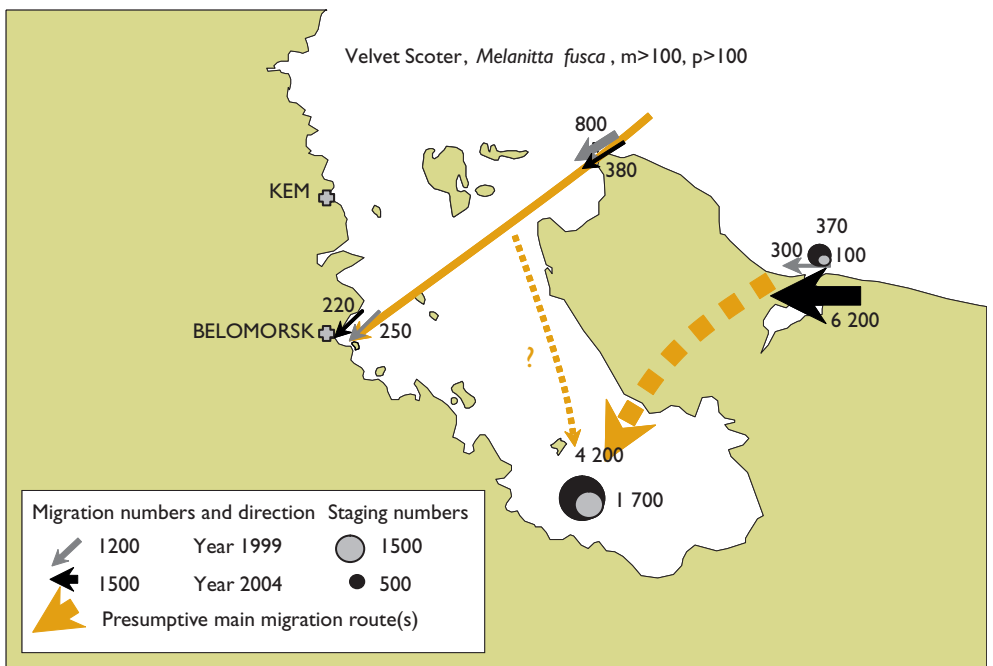 Velvet Scoter, Melanitta fusca, m>100, p>100
800
380
KEM
370
300
100
220
BELOMORSK
250
6 200
?
4 200
1 700
Migration numbers and direction Staging numbers
1200 Year 1999 1500
1500 Year 2004 500
Presumptive main migration route(s)